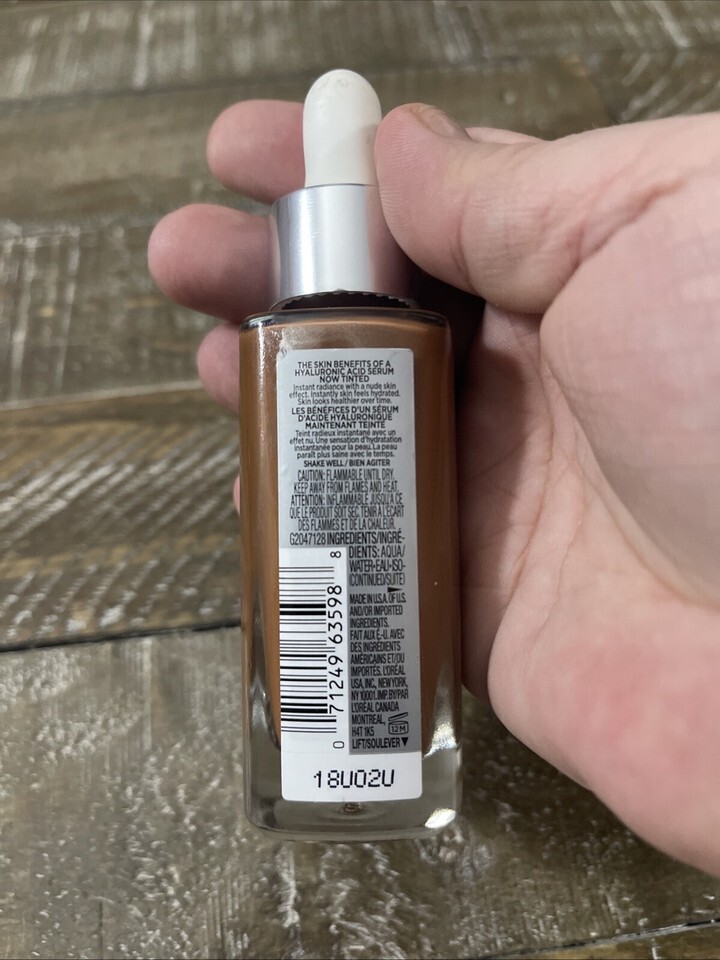 THE SKIN BENEFITS OF A
HYALURONIC ACID SERUM
NOW TINTED
Instant radiance with a nude skin
effect. Instantly skin feels hydrated.
Skin looks healthier over time.
LES BÉNÉFICES D'UN SÉRUM
D'ACIDE HYALURONIQUE
MAINTENANT TEINTE
Teint radieux instantané avec un
effet nu. Une sensation d'hydratation
instantanée pour la peau. La peau
paraît plus saine avec le temps.
SHAKE WELL / BIEN AGITER
CAUTION: FLAMMABLE UNTIL DRY.
KEEP AWAY FROM FLAMES AND HEAT.
ATTENTION: INFLAMMABLE JUSQU'À CE
QUE LE PRODUIT SOIT SEC. TENIR À L'ÉCART
DES FLAMMES ET DE LA CHALEUR.
G2047128 INGREDIENTS/INGRÉ-
DIENTS: AQUA/
WATER•EAU•ISO-
(CONTINUED/SUITE)
MADE IN U.S.A. OF U.S.
AND/OR IMPORTED
INGREDIENTS.
FAIT AUX É.-U. AVEC
DES INGRÉDIENTS
AMÉRICAINS ET/OU
IMPORTÉS. L'ORÉAL
USA, INC., NEW YORK,
NY 10001. IMP. BY/PAR
L'ORÉAL CANADA
MONTRÉAL,
H4T 1K5
12M
LIFT/SOULEVER
0 71249 63598 8
18U02U